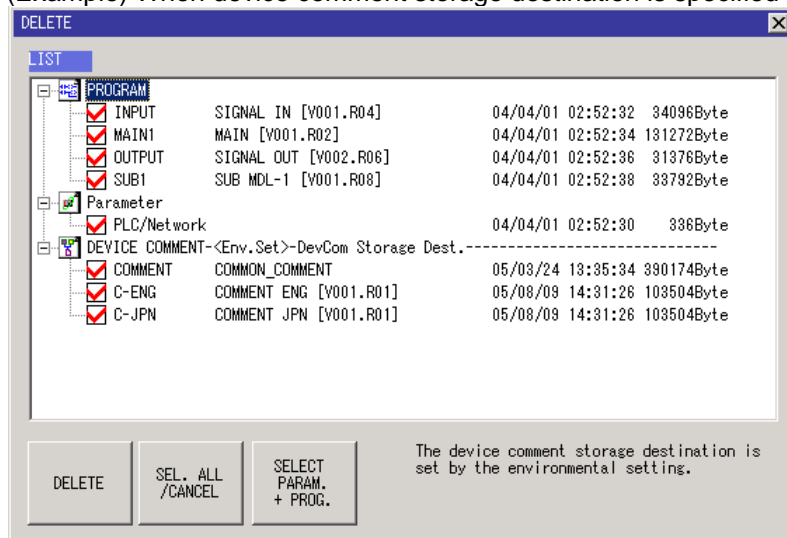 (Example) When device comment storage destination is specified
DELETE
LIST
PROGRAM
INPUT SIGNAL IN [V001.R04] 04/04/01 02:52:32 34096Byte
MAIN1 MAIN [V001.R02] 04/04/01 02:52:34 131272Byte
OUTPUT SIGNAL OUT [V002.R06] 04/04/01 02:52:36 31376Byte
SUB1 SUB MDL-1 [V001.R08] 04/04/01 02:52:38 33792Byte
Parameter
PLC/Network 04/04/01 02:52:30 336Byte
DEVICE COMMENT-<Env.Set>-DevCom Storage Dest.----------------------------
COMMENT COMMON_COMMENT 05/03/24 13:35:34 390174Byte
C-ENG COMMENT ENG [V001.R01] 05/08/09 14:31:26 103504Byte
C-JPN COMMENT JPN [V001.R01] 05/08/09 14:31:26 103504Byte
DELETE
SEL. ALL
/CANCEL
SELECT
PARAM.
+ PROG.
The device comment storage destination is
set by the environmental setting.